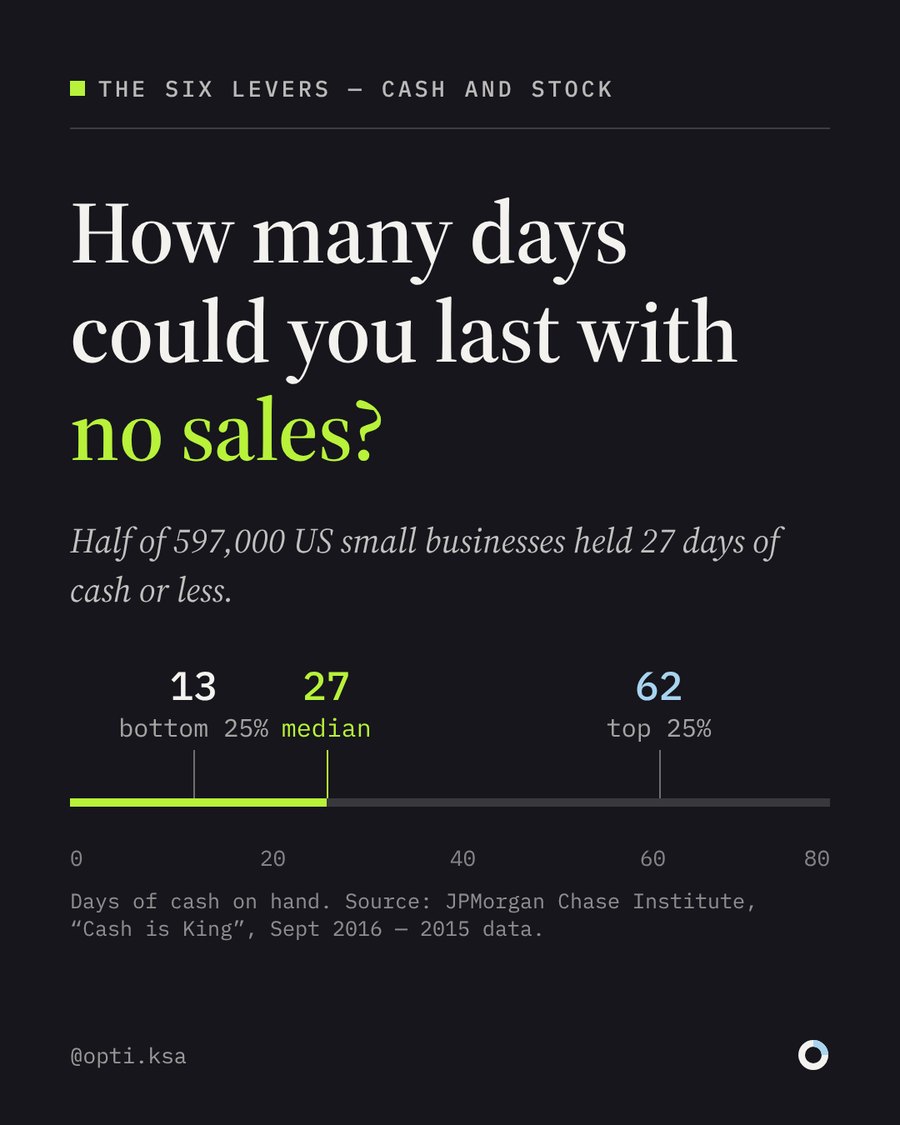 THE SIX LEVERS — CASH AND STOCK
How many days
could you last with
no sales?
Half of 597,000 US small businesses held 27 days of
cash or less.
13 27 62
bottom 25% median top 25%
0 20 40 60 80
Days of cash on hand. Source: JPMorgan Chase Institute,
“Cash is King”, Sept 2016 — 2015 data.
@opti.ksa